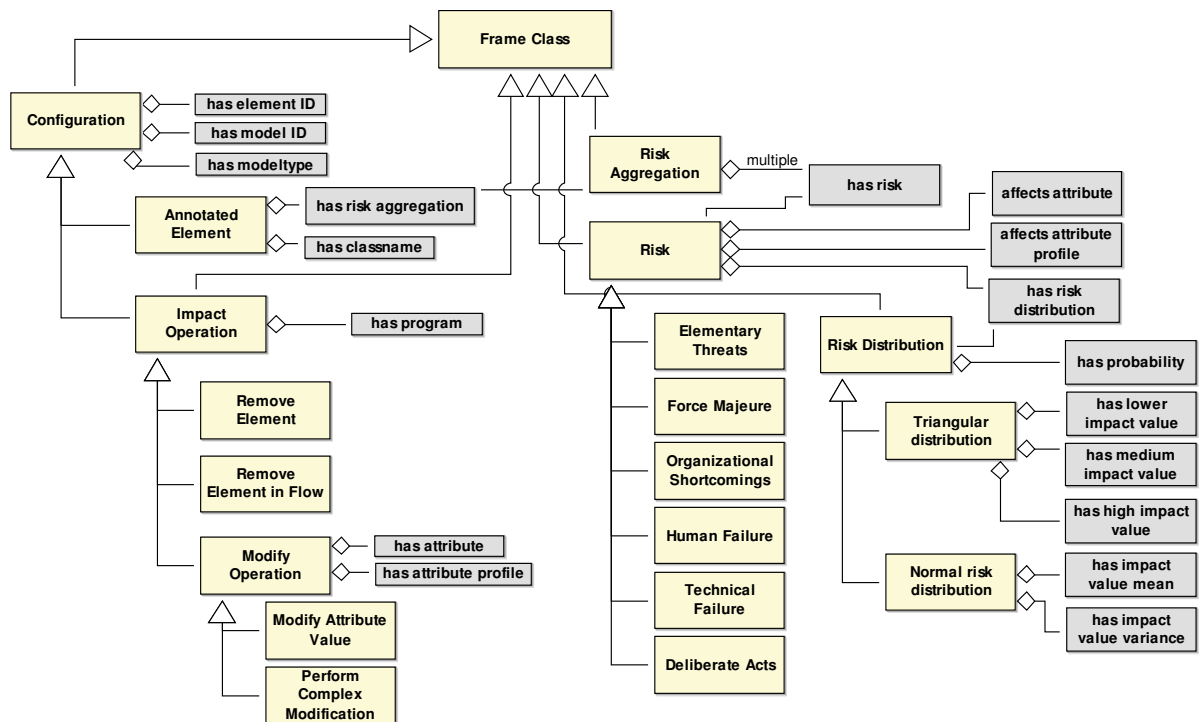 Frame Class
Configuration
has element ID
has model ID
has modeltype
Risk
Aggregation
multiple
has risk
affects attribute
Annotated
Element
has risk aggregation
has classname
Risk
affects attribute
profile
has risk
distribution
Impact
Operation
has program
Elementary
Threats
Risk Distribution
has probability
Remove
Element
Force Majeure
Triangular
distribution
has lower
impact value
has medium
impact value
Remove
Element in Flow
Organizational
Shortcomings
has high impact
value
Modify
Operation
has attribute
has attribute profile
Human Failure
Normal risk
distribution
has impact
value mean
has impact
value variance
Technical
Failure
Modify Attribute
Value
Deliberate Acts
Perform
Complex
Modification